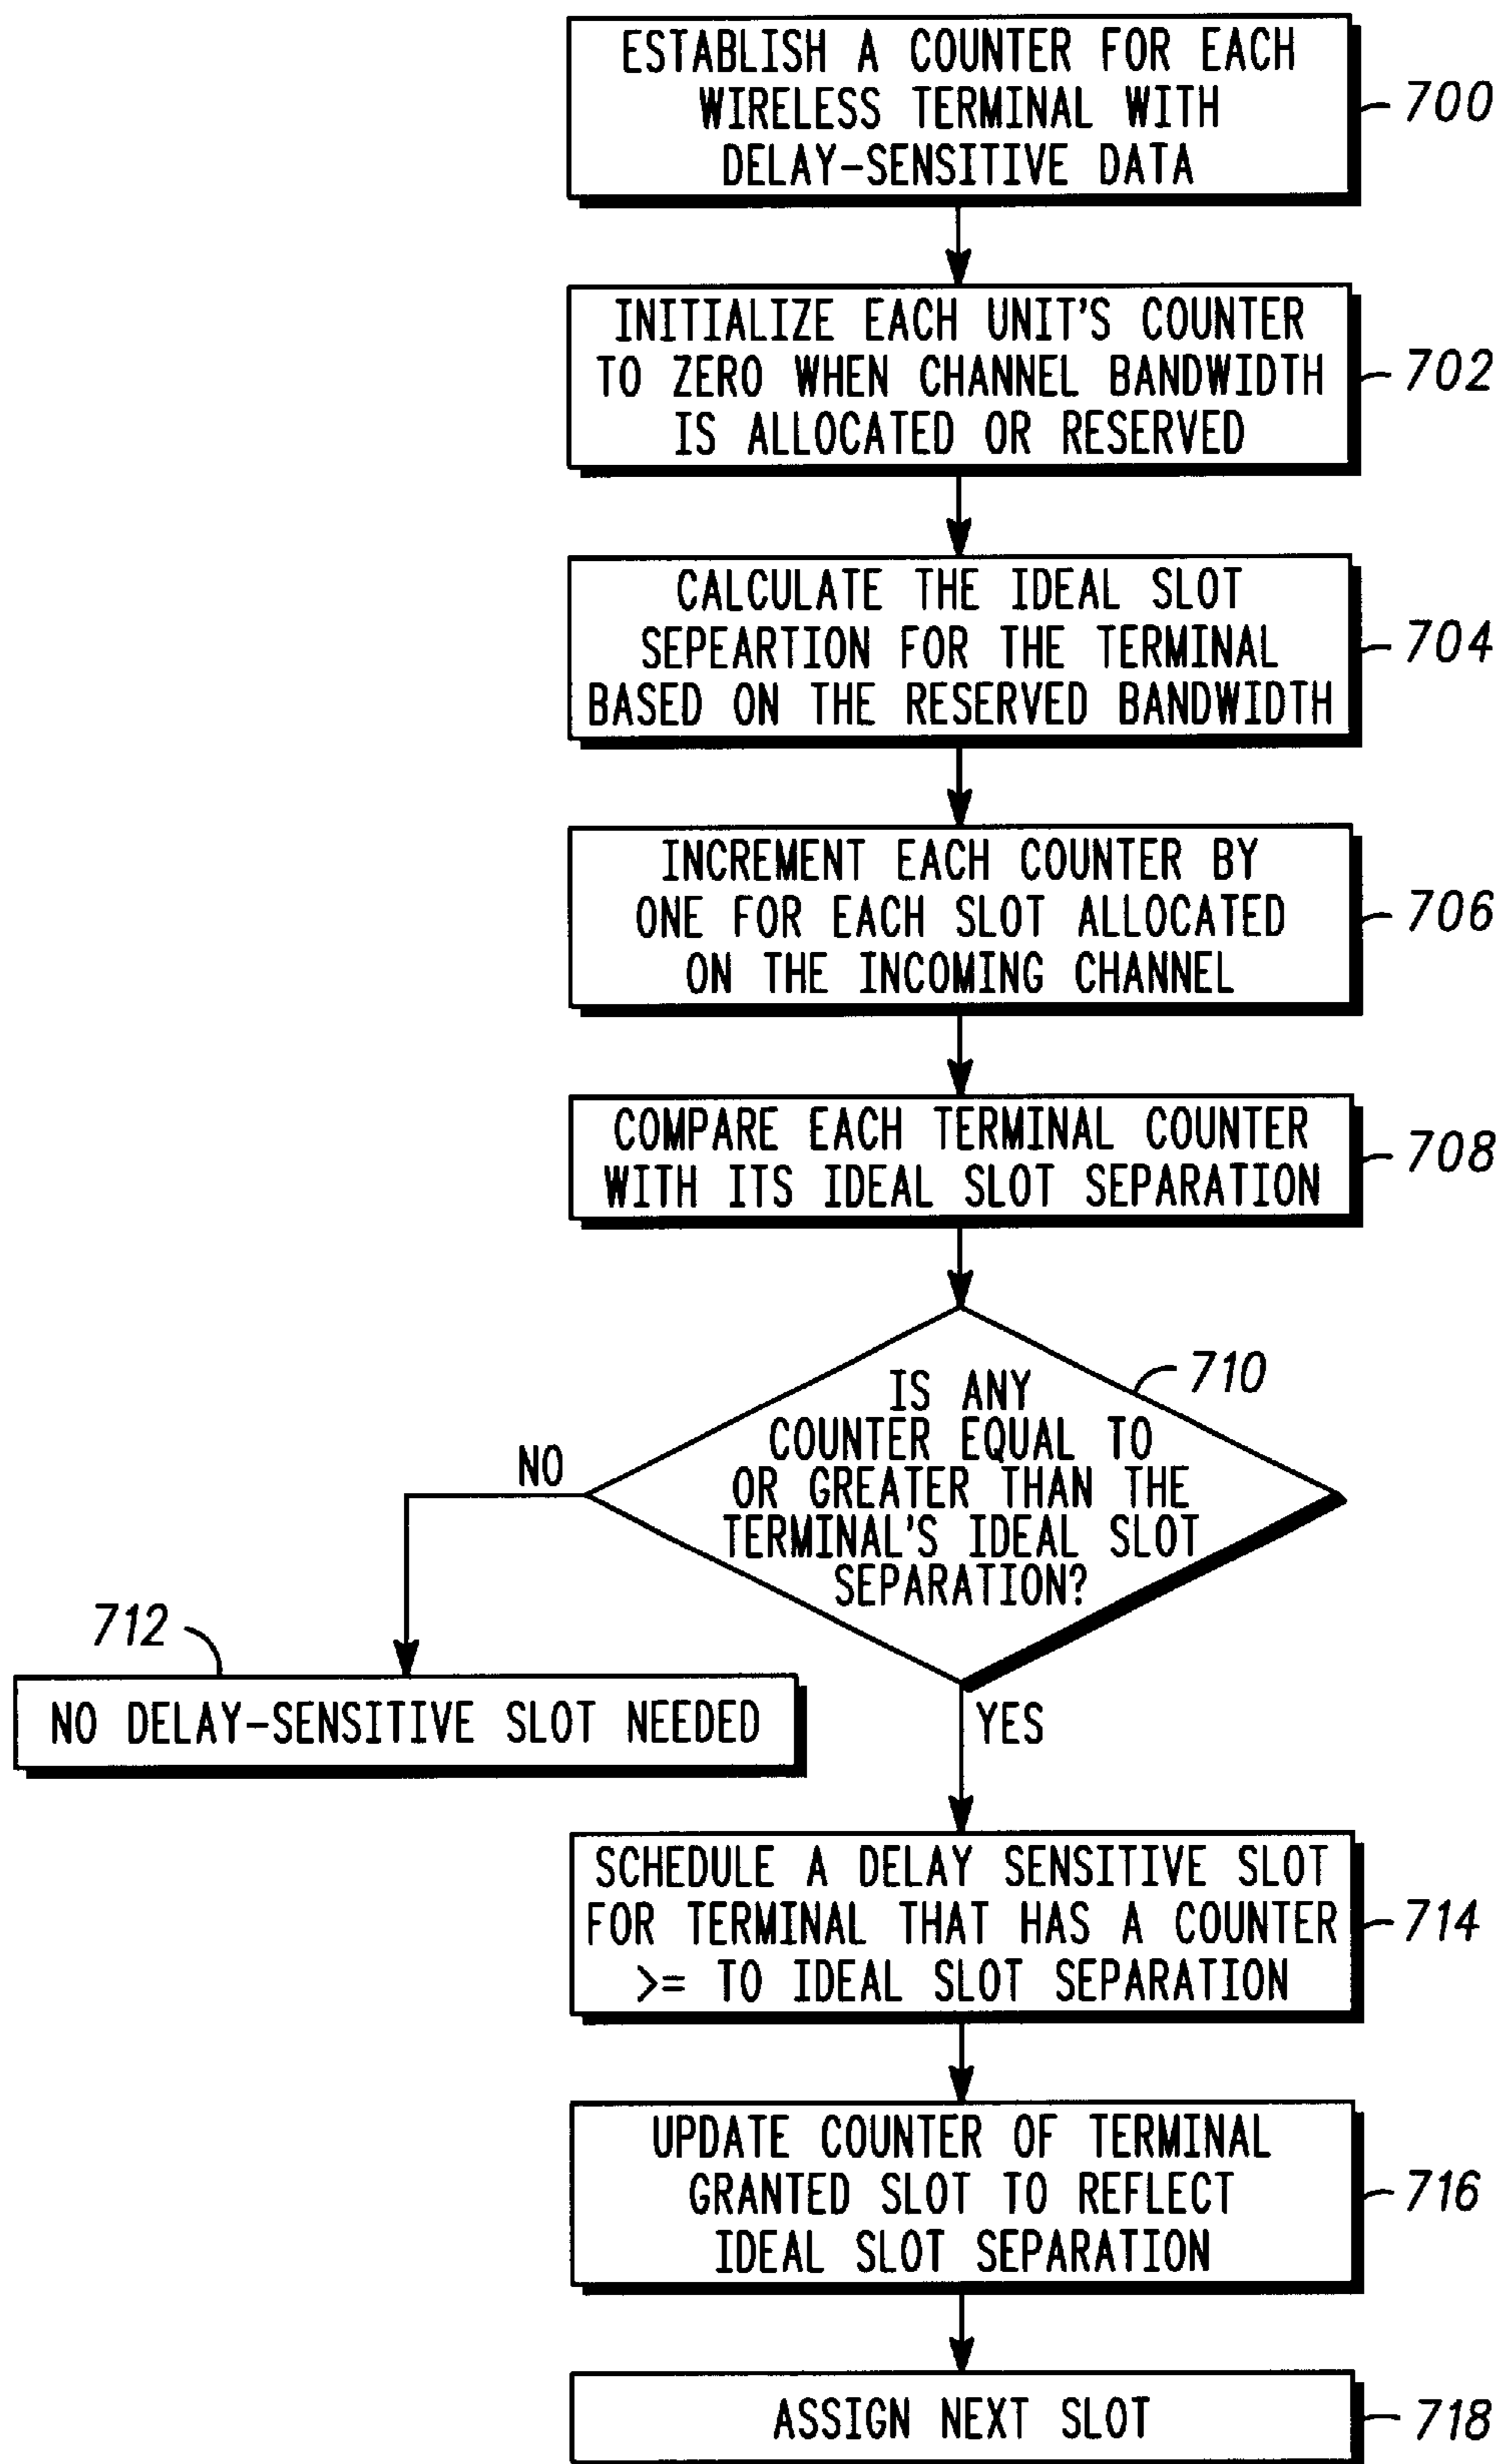 ESTABLISH A COUNTER FOR EACH
WIRELESS TERMINAL WITH
DELAY-SENSITIVE DATA
700
INITIALIZE EACH UNIT'S COUNTER
TO ZERO WHEN CHANNEL BANDWIDTH
IS ALLOCATED OR RESERVED
702
CALCULATE THE IDEAL SLOT
SEPEARTION FOR THE TERMINAL
BASED ON THE RESERVED BANDWIDTH
704
INCREMENT EACH COUNTER BY
ONE FOR EACH SLOT ALLOCATED
ON THE INCOMING CHANNEL
706
COMPARE EACH TERMINAL COUNTER
WITH ITS IDEAL SLOT SEPARATION
708
IS ANY
COUNTER EQUAL TO
OR GREATER THAN THE
TERMINAL'S IDEAL SLOT
SEPARATION?
710
NO
712
NO DELAY-SENSITIVE SLOT NEEDED
YES
SCHEDULE A DELAY SENSITIVE SLOT
FOR TERMINAL THAT HAS A COUNTER
>= TO IDEAL SLOT SEPARATION
714
UPDATE COUNTER OF TERMINAL
GRANTED SLOT TO REFLECT
IDEAL SLOT SEPARATION
716
ASSIGN NEXT SLOT
718